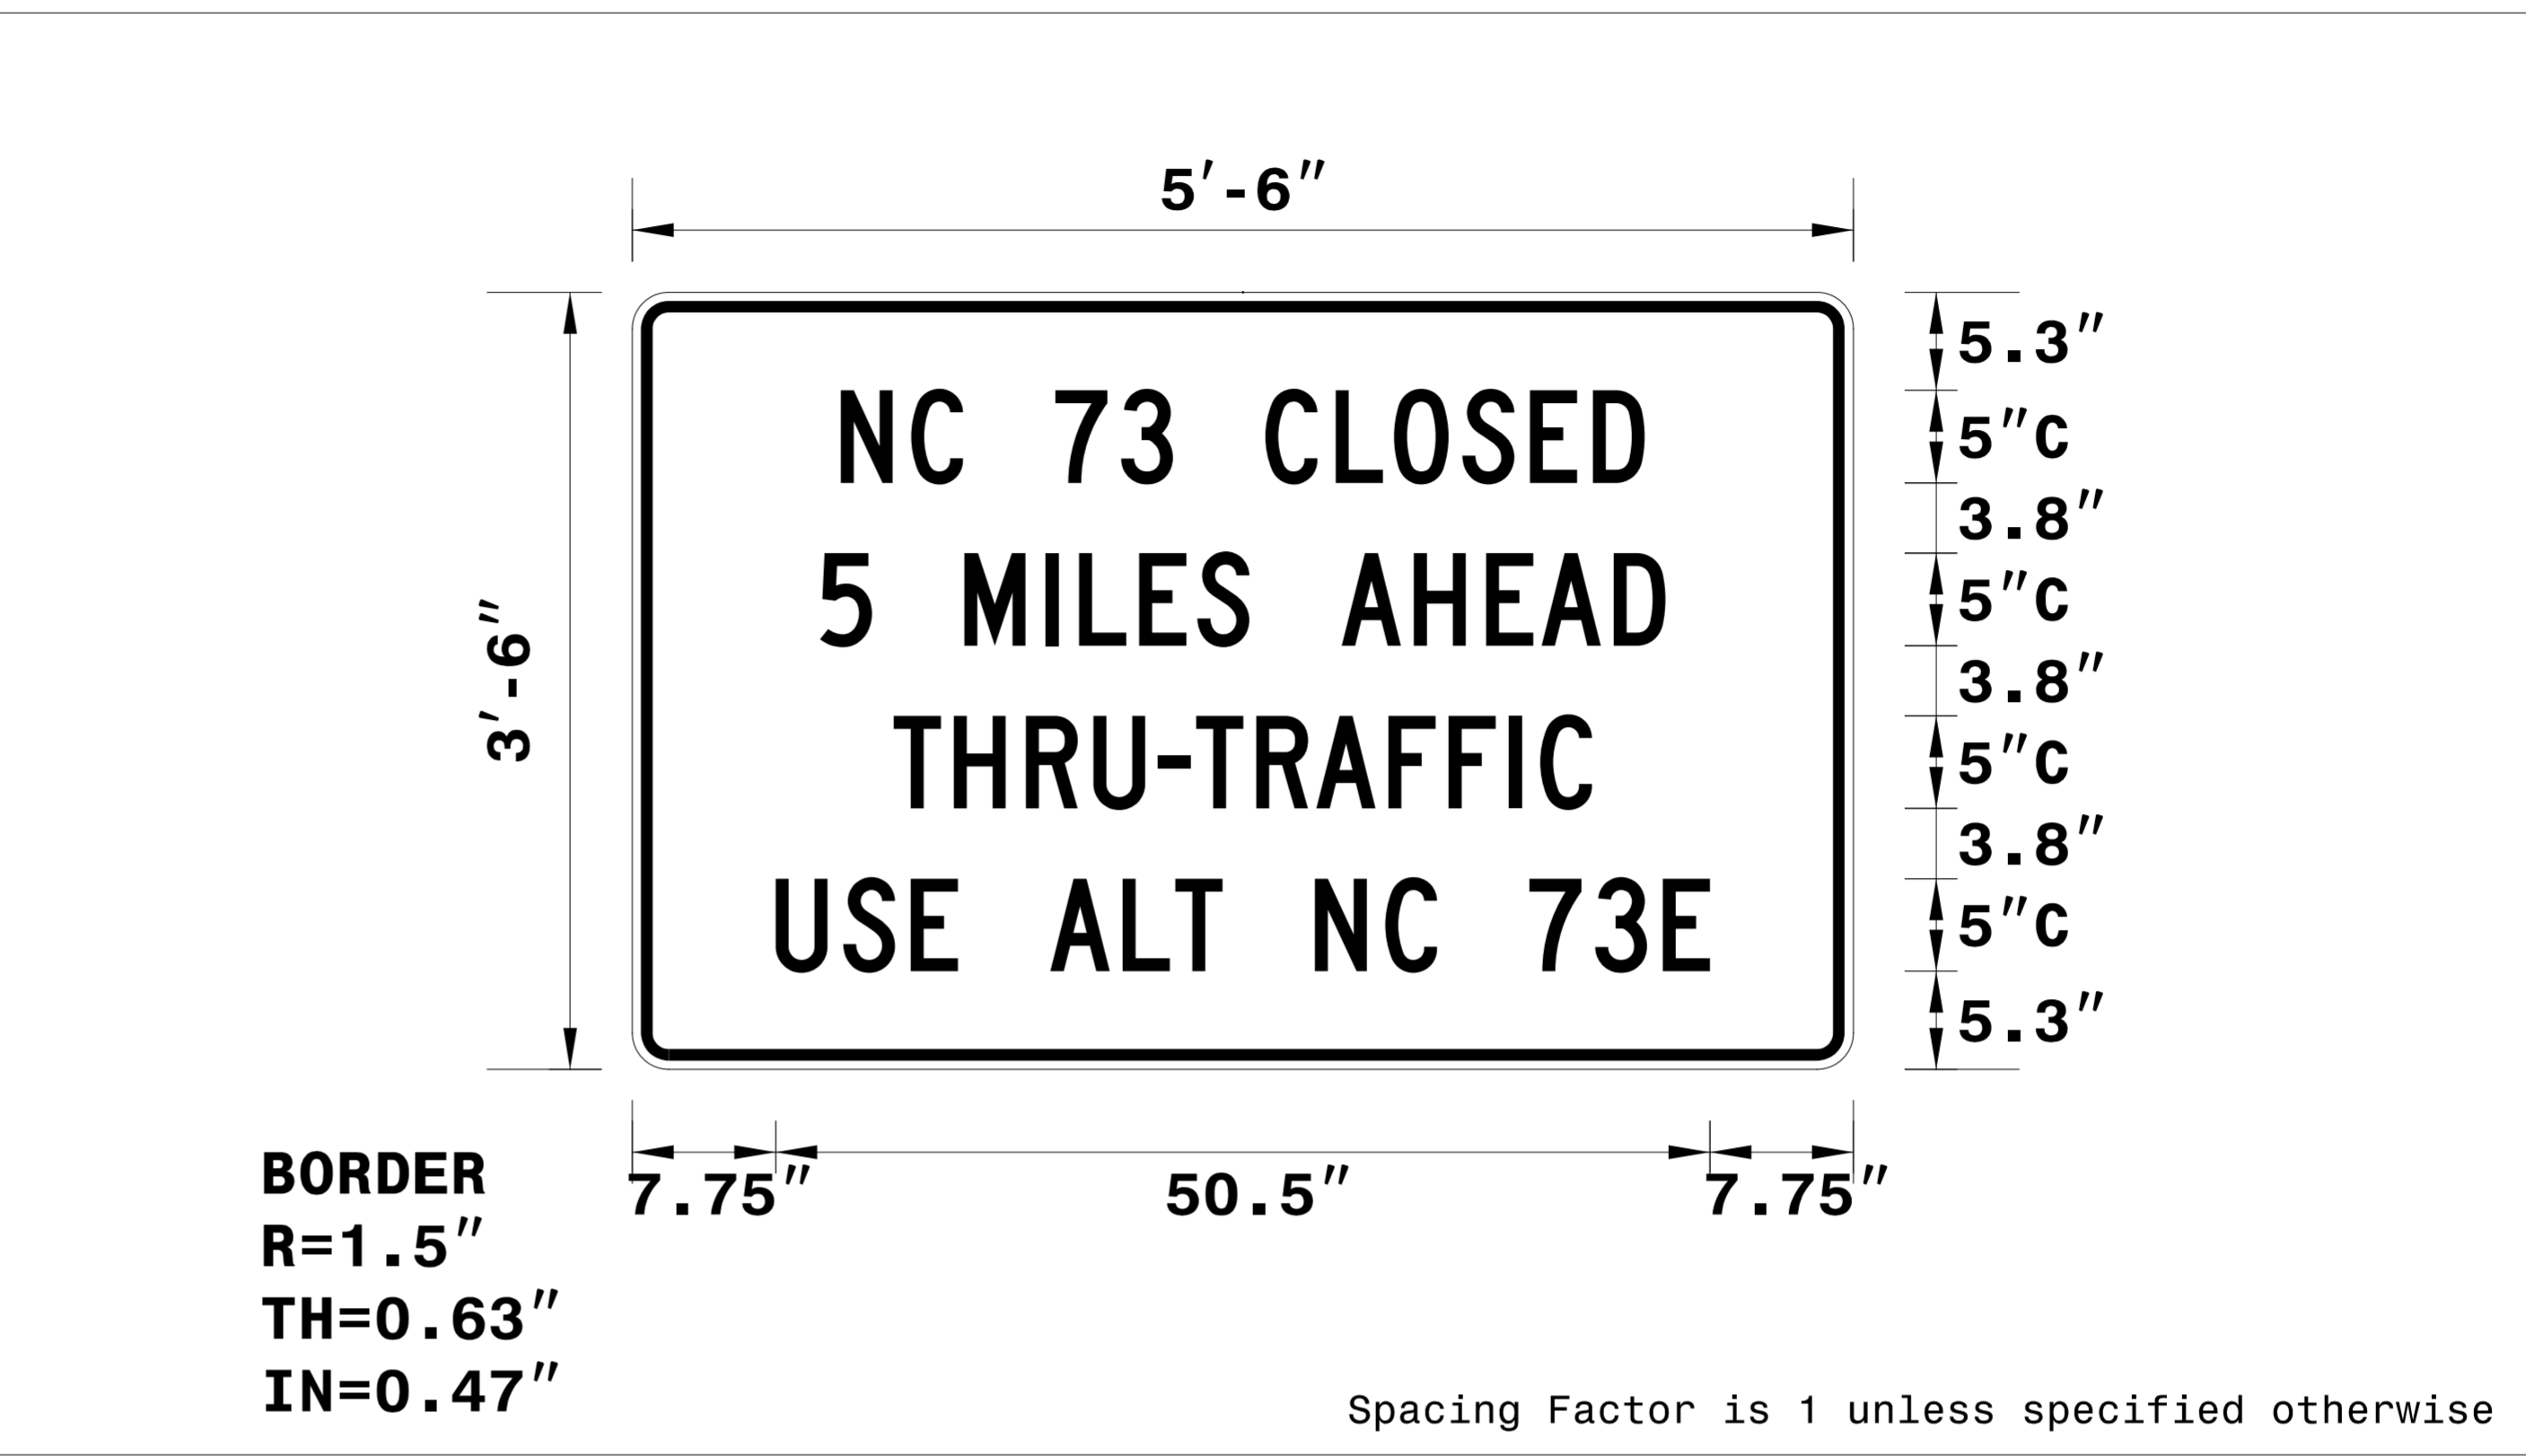 5'-6"
3'-6"
NC 73 CLOSED
5 MILES AHEAD
THRU-TRAFFIC
USE ALT NC 73E
5.3"
5"C
3.8"
5"C
3.8"
5"C
3.8"
5"C
5.3"
7.75" 50.5" 7.75"
BORDER
R=1.5"
TH=0.63"
IN=0.47"
Spacing Factor is 1 unless specified otherwise